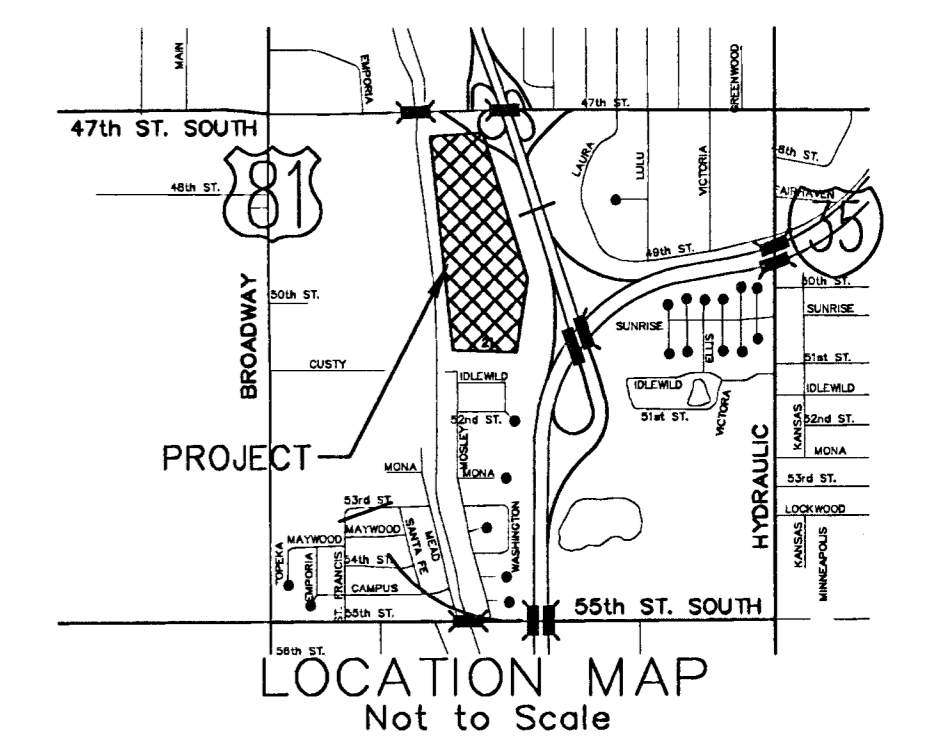 MAIN
EMPORIA
GREENWOOD
47th ST.
47th ST. SOUTH
48th ST.
81
LAURA
LULU
VICTORIA
48th ST.
FAIRHAVEN
35
49th ST.
BROADWAY
50th ST.
50th ST.
SUNRISE
SUNRISE
ELLIS
21
CUSTY
51st ST.
IDLEWILD
IDLEWILD
IDLEWILD
51st ST.
VICTORA
KANSAS
52nd ST.
52nd ST.
MOSLEY
PROJECT
MONA
MONA
MONA
HYDRAULIC
53rd ST.
53rd ST.
LOCKWOOD
MAYWOOD
MAYWOOD
SANTA FE
MEAD
WASHINGTON
KANSAS
MINNEAPOLIS
TOPEKA
EMPORIA
ST. FRANCIS
54th ST.
CAMPUS
55th ST.
55th ST. SOUTH
56th ST.
LOCATION MAP
Not to Scale